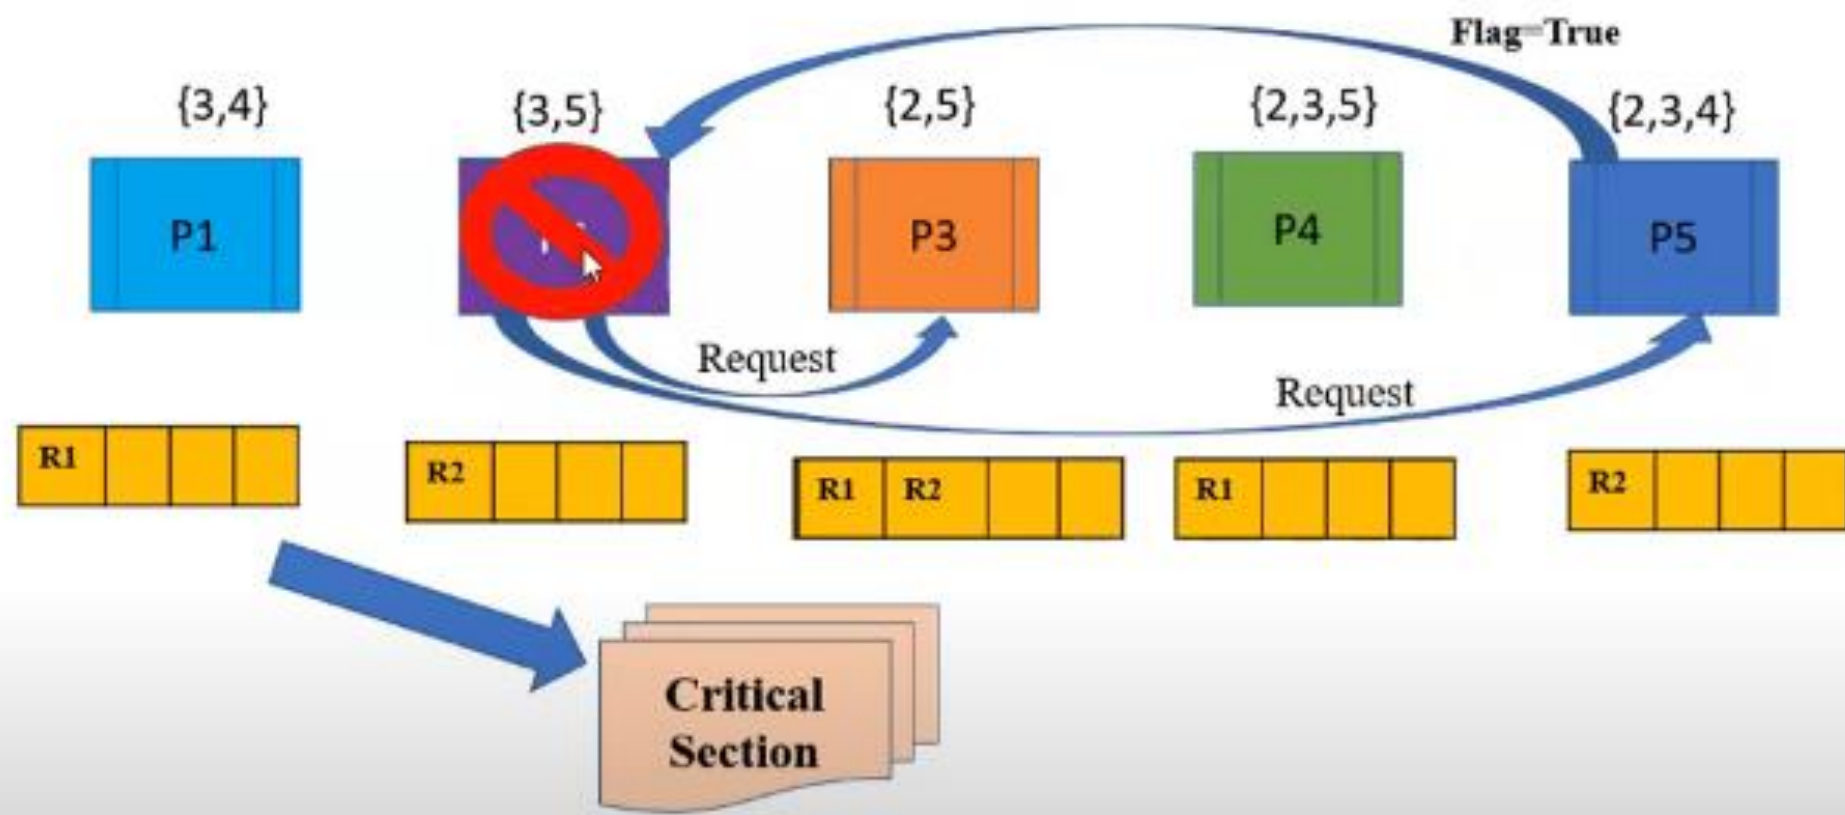 Flag=True
{3,4}
{3,5}
{2,5}
{2,3,5}
{2,3,4}
P1
P3
P4
P5
Request
Request
R1
R2
R1 R2
R1
R2
Critical
Section